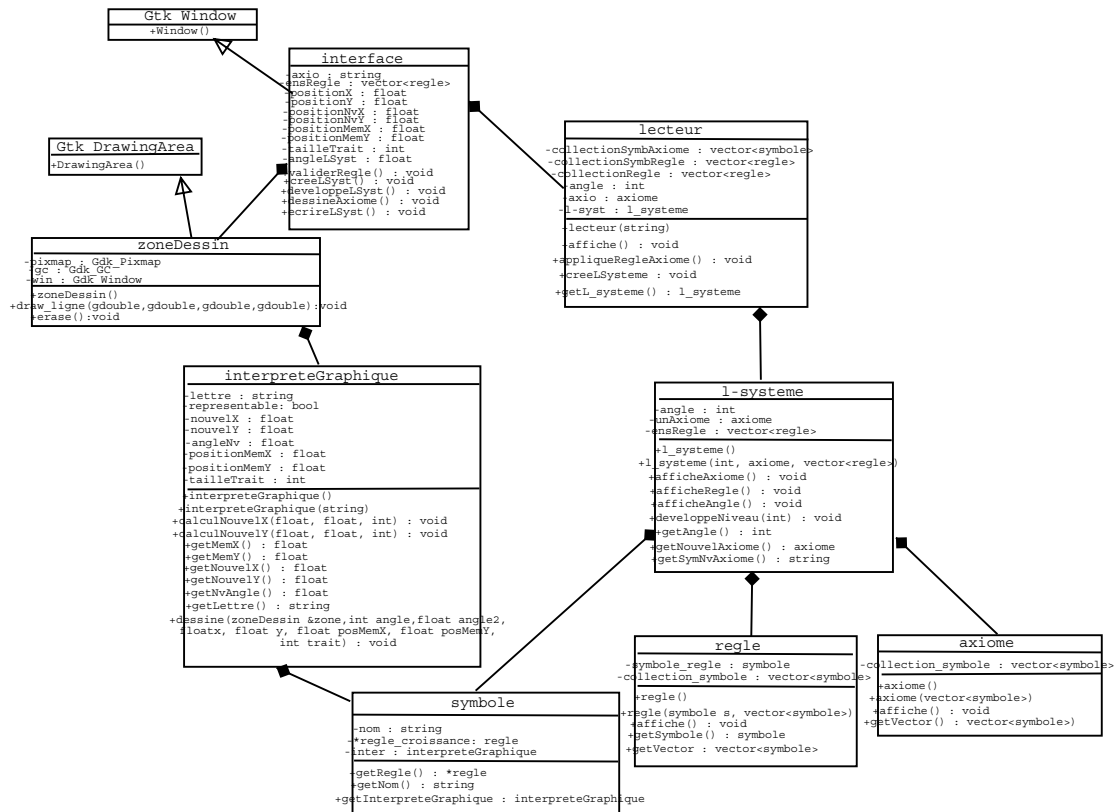 Gtk_Window
+Window()
interface
-axio : string
-ensRegle : vector<regle>
-positionX : float
-positionY : float
-positionNvX : float
-positionNvY : float
-positionMemX : float
-positionMemY : float
-tailleTrait : int
-angleLSyst : float
+validerRegle() : void
+creeLSyst() : void
+developpeLSyst() : void
+dessineAxiome() : void
+ecrireLSyst() : void
lecteur
-collectionSymbAxiome : vector<symbole>
-collectionSymbRegle : vector<regle>
-collectionRegle : vector<regle>
-angle : int
-axio : axiome
-l-syst : l_systeme
+lecteur(string)
+affiche() : void
+appliqueRegleAxiome() : void
+creeLSysteme : void
+getL_systeme() : l_systeme
Gtk_DrawingArea
+DrawingArea()
zoneDessin
-pixmap : Gdk_Pixmap
-gc : Gdk_GC
-win : Gdk_Window
+zoneDessin()
+draw_ligne(gdouble,gdouble,gdouble,gdouble):void
+erase():void
interpreteGraphique
-lettre : string
-representable: bool
-nouvelX : float
-nouvelY : float
-angleNv : float
-positionMemX : float
-positionMemY : float
-tailleTrait : int
+interpreteGraphique()
+interpreteGraphique(string)
+calculNouvelX(float, float, int) : void
+calculNouvelY(float, float, int) : void
+getMemX() : float
+getMemY() : float
+getNouvelX() : float
+getNouvelY() : float
+getNvAngle() : float
+getLettre() : string
+dessine(zoneDessin &zone,int angle,float angle2,
floatx, float y, float posMemX, float posMemY,
int trait) : void
l-systeme
-angle : int
-unAxiome : axiome
-ensRegle : vector<regle>
+l_systeme()
+l_systeme(int, axiome, vector<regle>)
+afficheAxiome() : void
+afficheRegle() : void
+afficheAngle() : void
+developpeNiveau(int) : void
+getAngle() : int
+getNouvelAxiome() : axiome
+getSymNvAxiome() : string
symbole
-nom : string
-*regle_croissance: regle
-inter : interpreteGraphique
+getRegle() : *regle
+getNom() : string
+getInterpreteGraphique : interpreteGraphique
regle
-symbole_regle : symbole
-collection_symbole : vector<symbole>
+regle()
+regle(symbole s, vector<symbole>)
+affiche() : void
+getSymbole() : symbole
+getVector : vector<symbole>
axiome
-collection_symbole : vector<symbole>
+axiome()
+axiome(vector<symbole>)
+affiche() : void
+getVector() : vector<symbole>